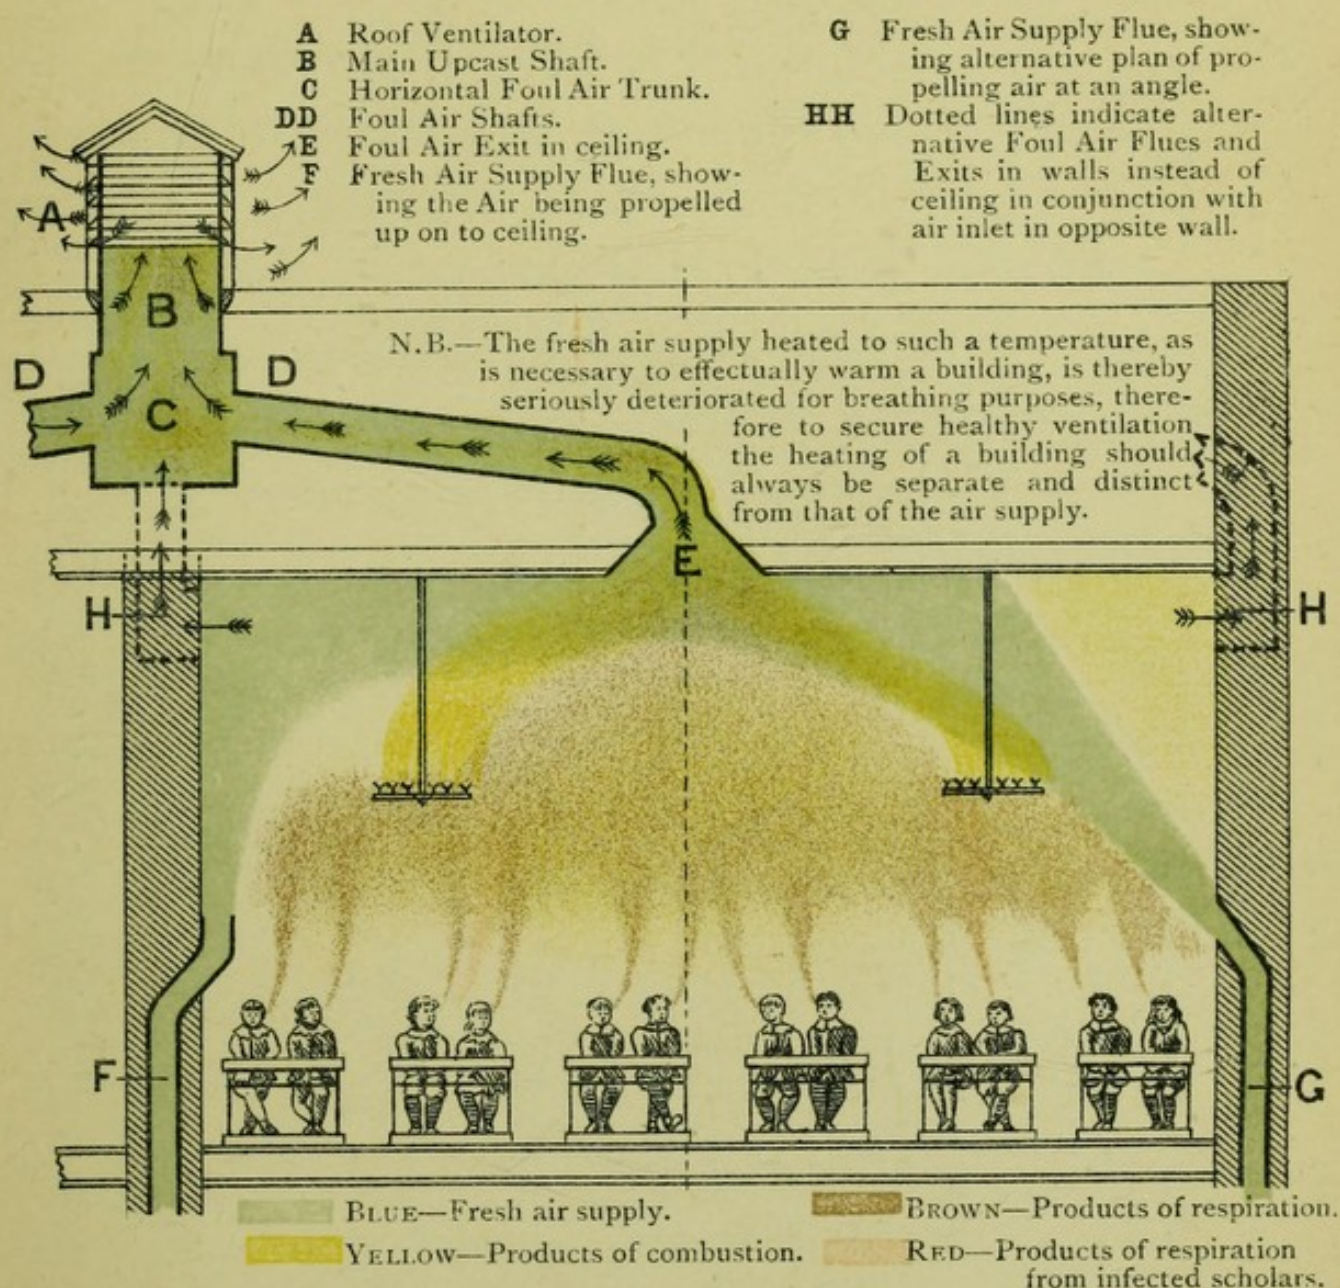 A Roof Ventilator.
B Main Upcast Shaft.
C Horizontal Foul Air Trunk.
DD Foul Air Shafts.
E Foul Air Exit in ceiling.
F Fresh Air Supply Flue, show-
ing the Air being propelled
up on to ceiling.
G Fresh Air Supply Flue, show-
ing alternative plan of pro-
pelling air at an angle.
HH Dotted lines indicate alter-
native Foul Air Flues and
Exits in walls instead of
ceiling in conjunction with
air inlet in opposite wall.
A
B
D
D
C
N.B.—The fresh air supply heated to such a temperature, as
is necessary to effectually warm a building, is thereby
seriously deteriorated for breathing purposes, there-
fore to secure healthy ventilation
the heating of a building should
always be separate and distinct
from that of the air supply.
E
H
H
F
G
BLUE—Fresh air supply.
YELLOW—Products of combustion.
BROWN—Products of respiration.
RED—Products of respiration
from infected scholars.